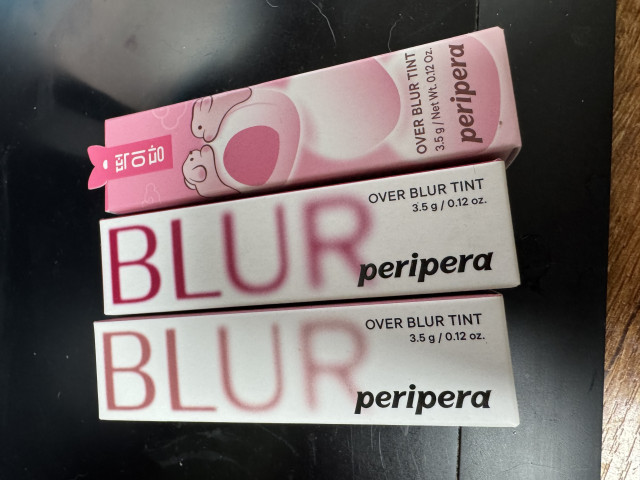 OVER BLUR TINT
3.5 g / Net Wt. 0.12 Oz.
peripera
BLUR
OVER BLUR TINT
3.5 g / 0.12 oz.
peripera
BLUR
OVER BLUR TINT
3.5 g / 0.12 oz.
peripera